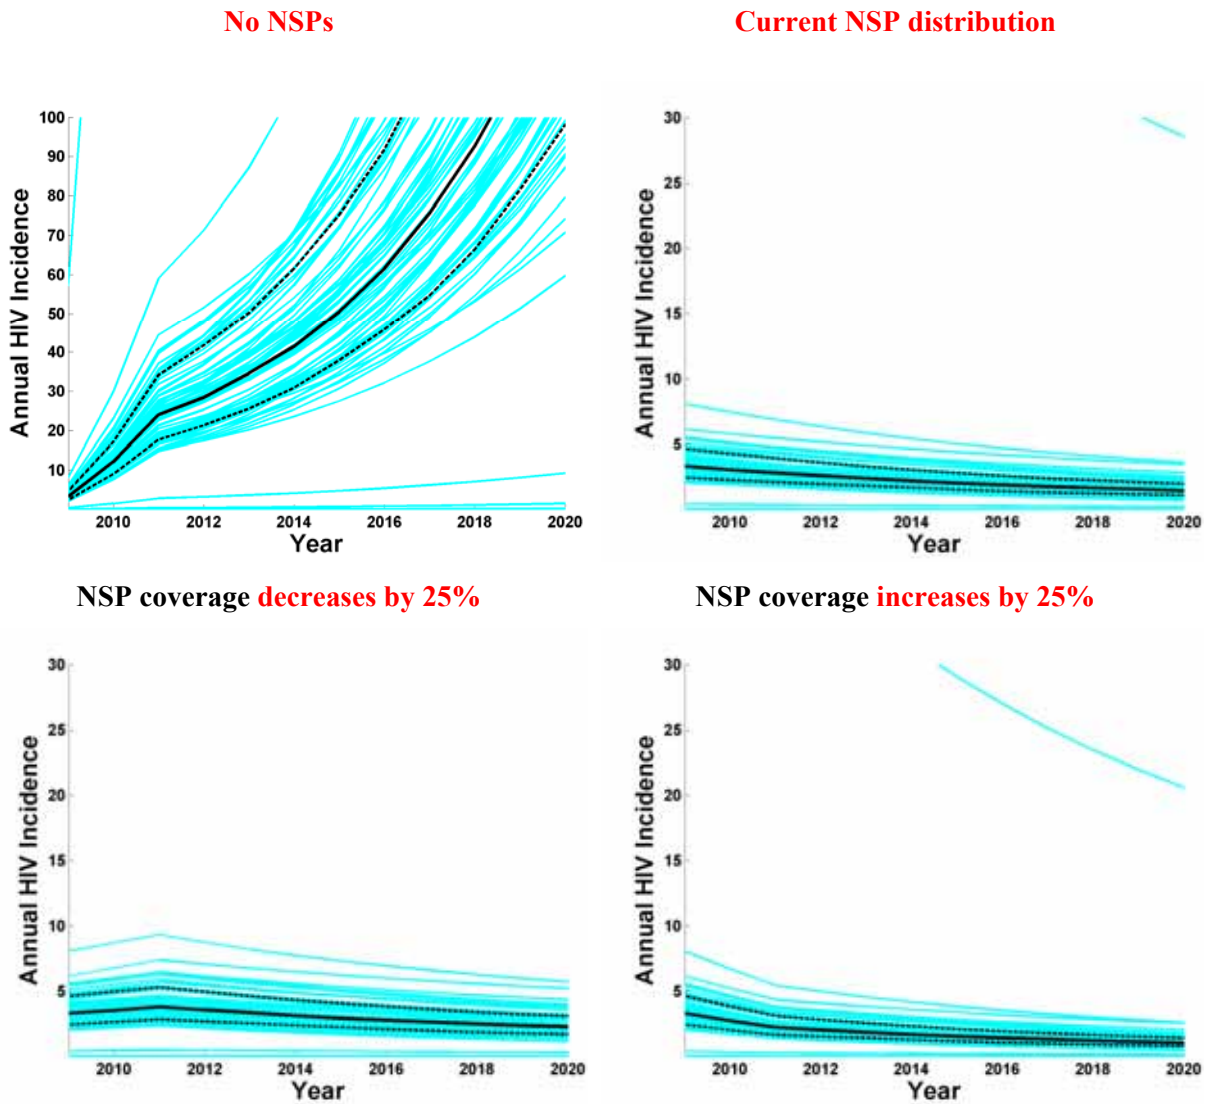 No NSPs
Current NSP distribution
Annual HIV Incidence
100
90
80
70
60
50
40
30
20
10
2010 2012 2014 2016 2018 2020
Year
Annual HIV Incidence
30
25
20
15
10
5
2010 2012 2014 2016 2018 2020
Year
NSP coverage decreases by 25%
NSP coverage increases by 25%
Annual HIV Incidence
30
25
20
15
10
5
2010 2012 2014 2016 2018 2020
Year
Annual HIV Incidence
30
25
20
15
10
5
2010 2012 2014 2016 2018 2020
Year